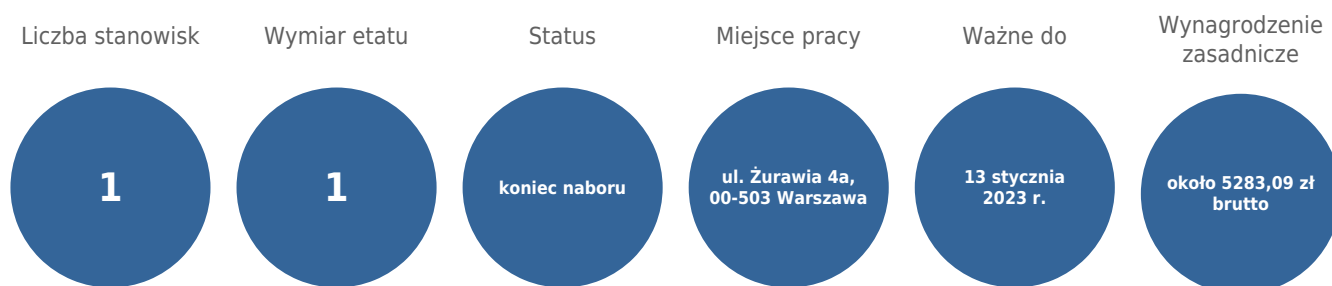 Liczba stanowisk
1
Wymiar etatu
1
Status
koniec naboru
Miejsce pracy
ul. Żurawia 4a,
00-503 Warszawa
Ważne do
13 stycznia
2023 r.
Wynagrodzenie
zasadnicze
około 5283,09 zł
brutto